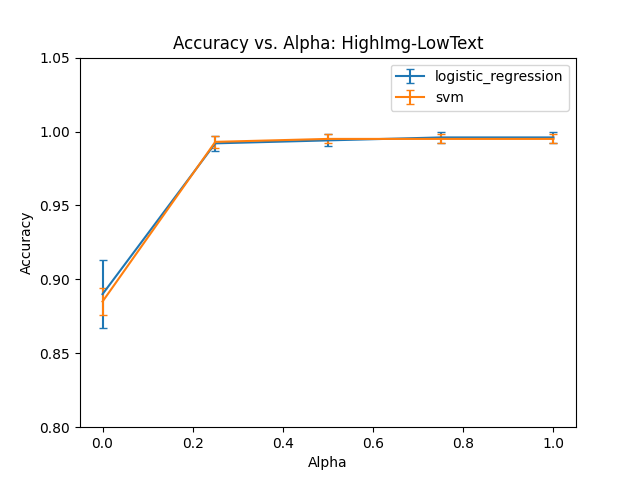 Accuracy vs. Alpha: HighImg-LowText
logistic_regression
svm
1.05
1.00
0.95
0.90
0.85
0.80
Accuracy
0.0 0.2 0.4 0.6 0.8 1.0
Alpha